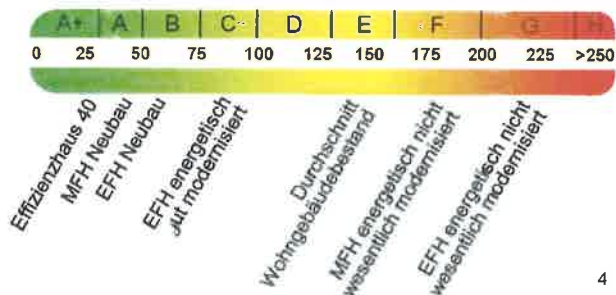 A+ A B C D E F G H
0 25 50 75 100 125 150 175 200 225 >250
Effizienzhaus 40
MFH Neubau
EFH Neubau
EFH energetisch
gut modernisiert
Durchschnitt
Wohngebäudebestand
MFH energetisch nicht
wesentlich modernisiert
EFH energetisch nicht
wesentlich modernisiert
4